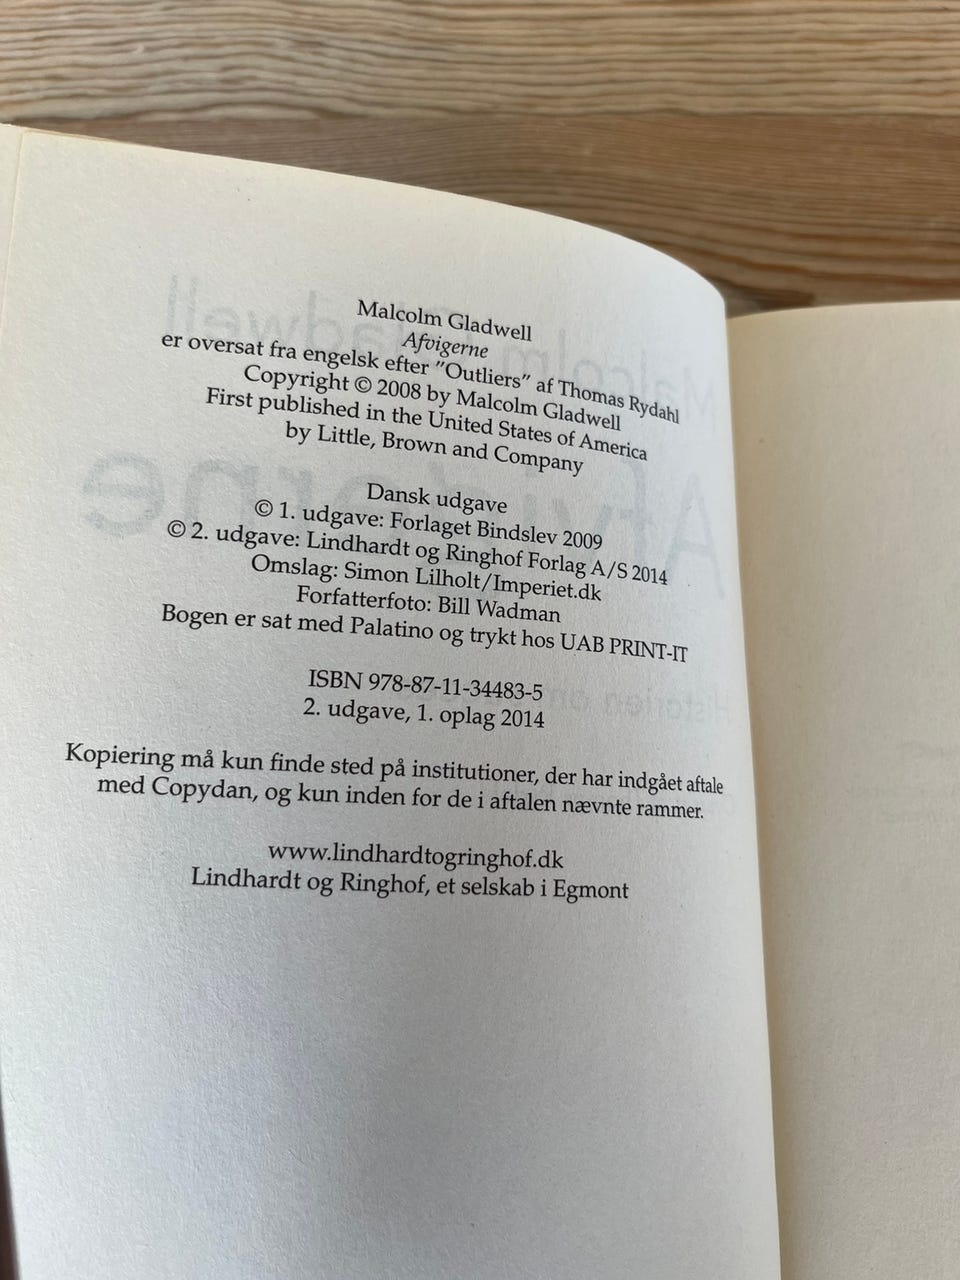 Malcolm Gladwell
Afvigerne
er oversat fra engelsk efter "Outliers" af Thomas Rydahl
Copyright © 2008 by Malcolm Gladwell
First published in the United States of America
by Little, Brown and Company
Dansk udgave
© 1. udgave: Forlaget Bindslev 2009
© 2. udgave: Lindhardt og Ringhof Forlag A/S 2014
Omslag: Simon Lilholt/Imperiet.dk
Forfatterfoto: Bill Wadman
Bogen er sat med Palatino og trykt hos UAB PRINT-IT
ISBN 978-87-11-34483-5
2. udgave, 1. oplag 2014
Kopiering må kun finde sted på institutioner, der har indgået aftale
med Copydan, og kun inden for de i aftalen nævnte rammer.
www.lindhardtogringhof.dk
Lindhardt og Ringhof, et selskab i Egmont